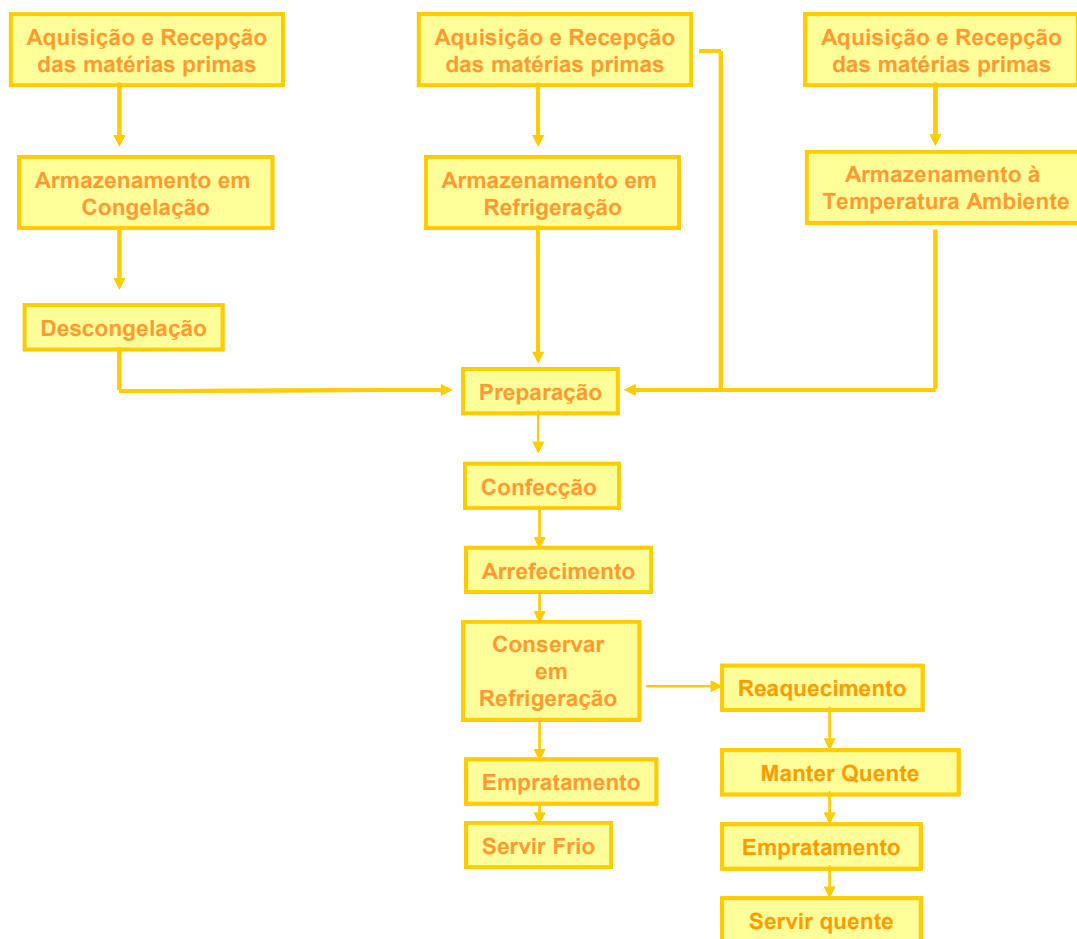 Aquisição e Recepção
das matérias primas
Aquisição e Recepção
das matérias primas
Aquisição e Recepção
das matérias primas
Armazenamento em
Congelação
Armazenamento em
Refrigeração
Armazenamento à
Temperatura Ambiente
Descongelação
Preparação
Confecção
Arrefecimento
Conservar
em
Refrigeração
Reaquecimento
Manter Quente
Empratamento
Servir Frio
Empratamento
Servir quente